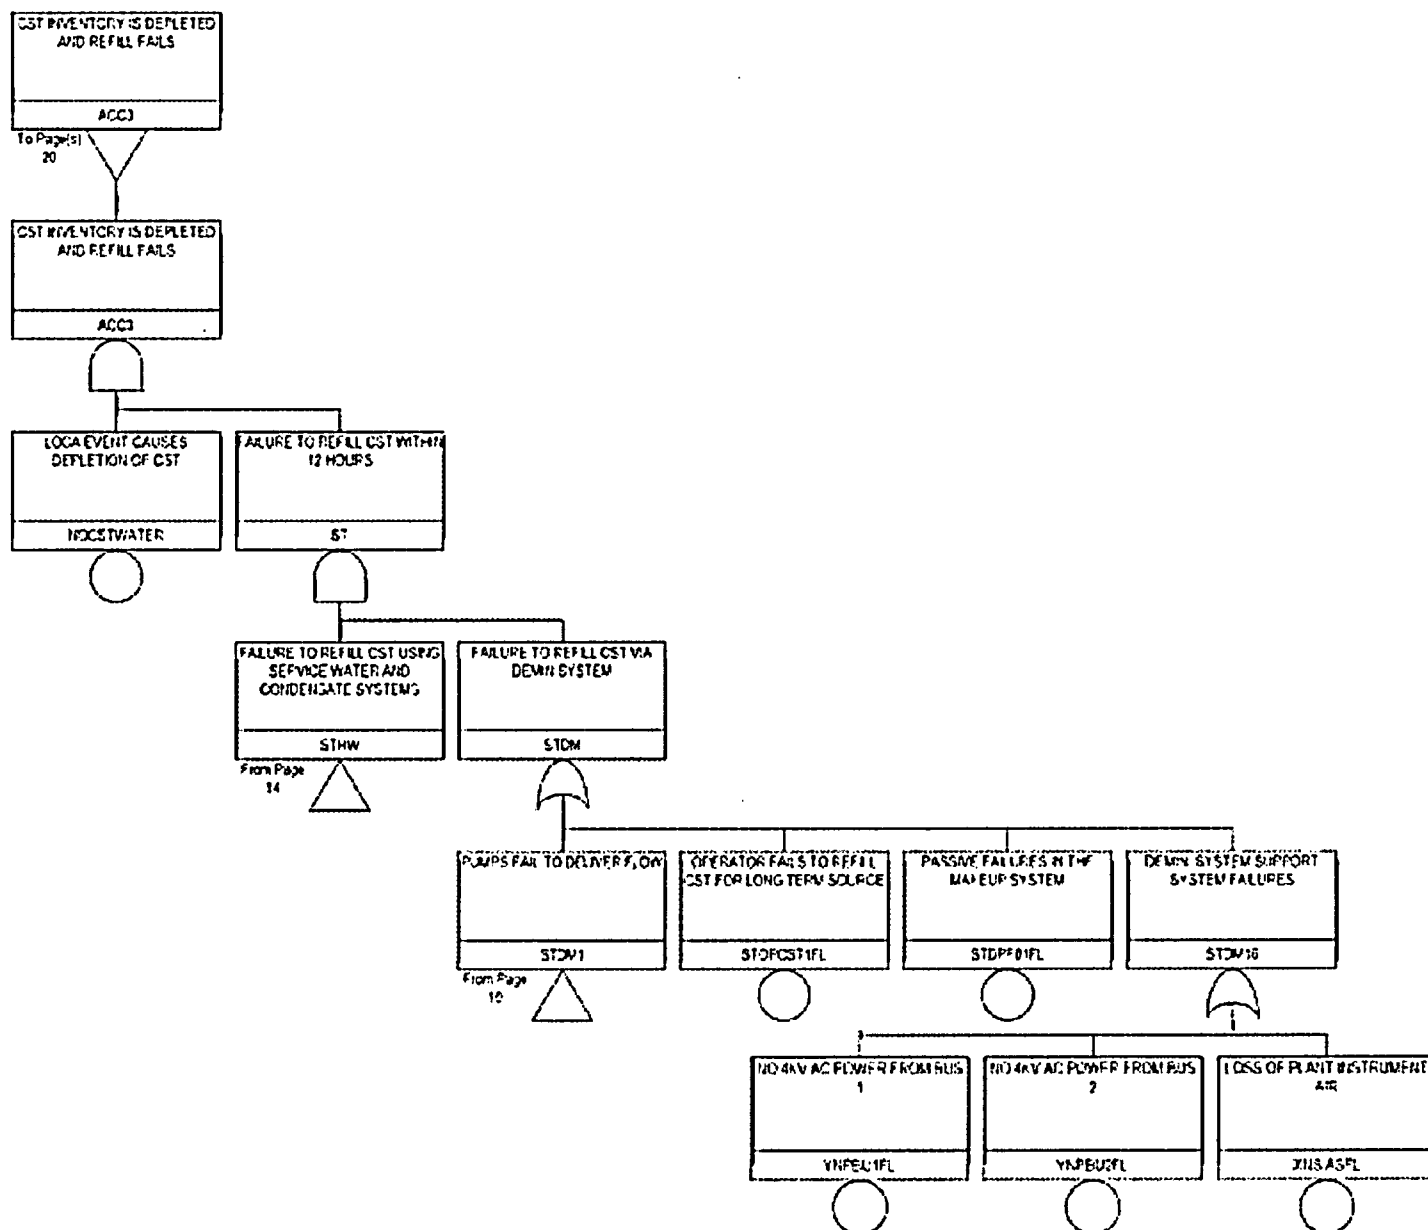 CST INVENTORY IS DEPLETED
AND REFILL FAILS
ACC3
To Page(s)
20
CST INVENTORY IS DEPLETED
AND REFILL FAILS
ACC3
LOCA EVENT CAUSES
DEPLETION OF CST
NOCSTWATER
FAILURE TO REFILL CST WITHIN
12 HOURS
ST
FAILURE TO REFILL CST USING
SERVICE WATER AND
CONDENSATE SYSTEMS
STHW
From Page
14
FAILURE TO REFILL CST VIA
DEMIN SYSTEM
STDM
PUMPS FAIL TO DELIVER FLOW
STDM1
From Page
OPERATOR FAILS TO REFILL
CST FOR LONG TERM SOURCE
STOFCST1FL
PASSIVE FAILURES IN THE
MAKEUP SYSTEM
DEMIN. SYSTEM SUPPORT
SYSTEM FAILURES
NO 4KV AC POWER FROM BUS
1
NO 4KV AC POWER FROM BUS
2
LOSS OF PLANT INSTRUMENT
AIR